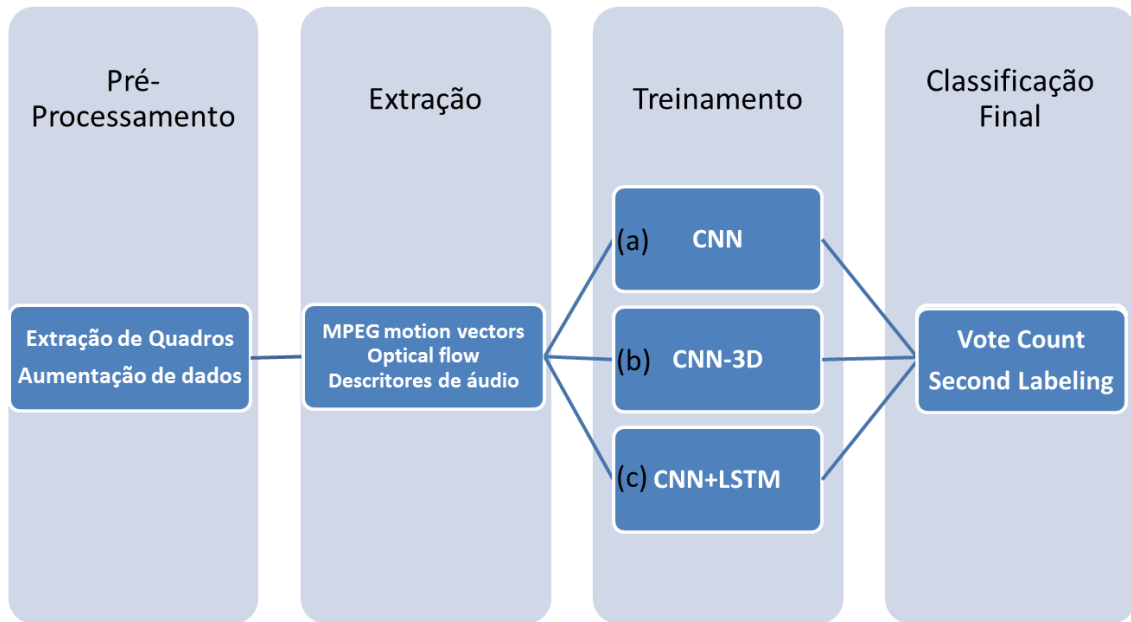 Pré-
Processamento
Extração de Quadros
Aumentação de dados
Extração
MPEG motion vectors
Optical flow
Descritores de áudio
Treinamento
(a) CNN
(b) CNN-3D
(c) CNN+LSTM
Classificação
Final
Vote Count
Second Labeling